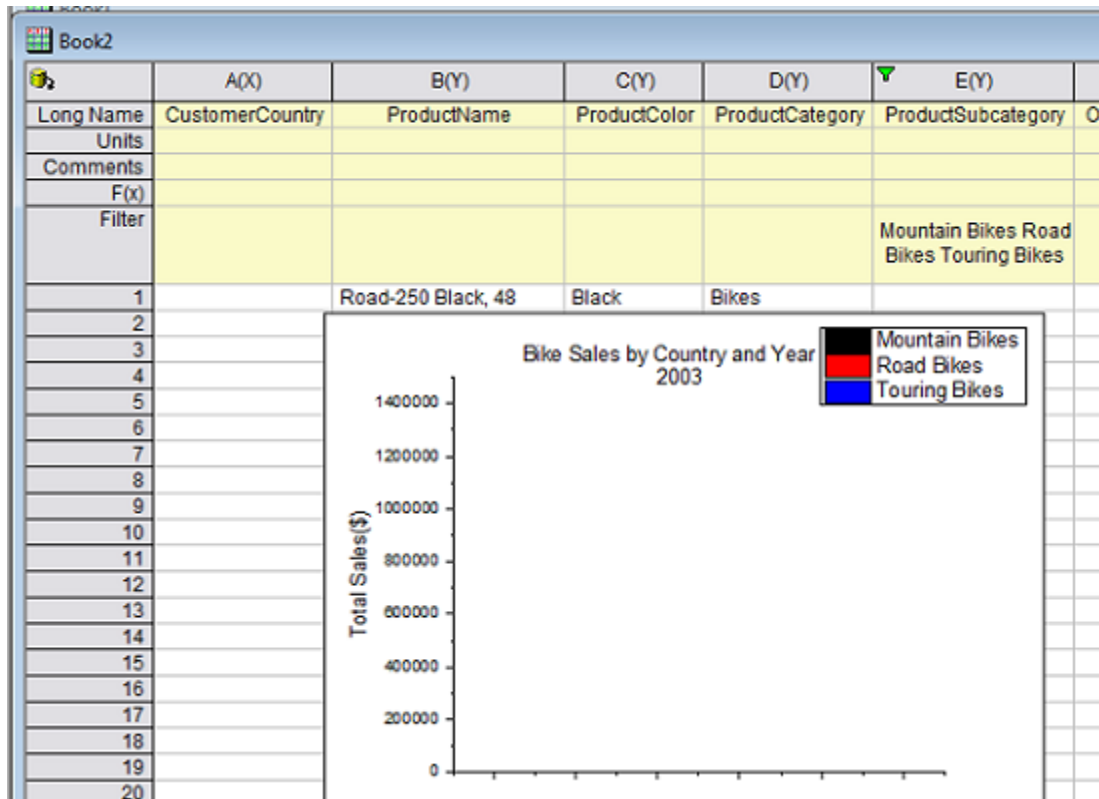 Book2
A(X) B(Y) C(Y) D(Y) E(Y)
Long Name CustomerCountry ProductName ProductColor ProductCategory ProductSubcategory O
Units
Comments
F(x)
Filter
Mountain Bikes Road
Bikes Touring Bikes
1 Road-250 Black, 48 Black Bikes
2
3
4
5
6
7
8
9
10
11
12
13
14
15
16
17
18
19
20
Bike Sales by Country and Year
2003
Mountain Bikes
Road Bikes
Touring Bikes
Total Sales($)
1400000
1200000
1000000
800000
600000
400000
200000
0